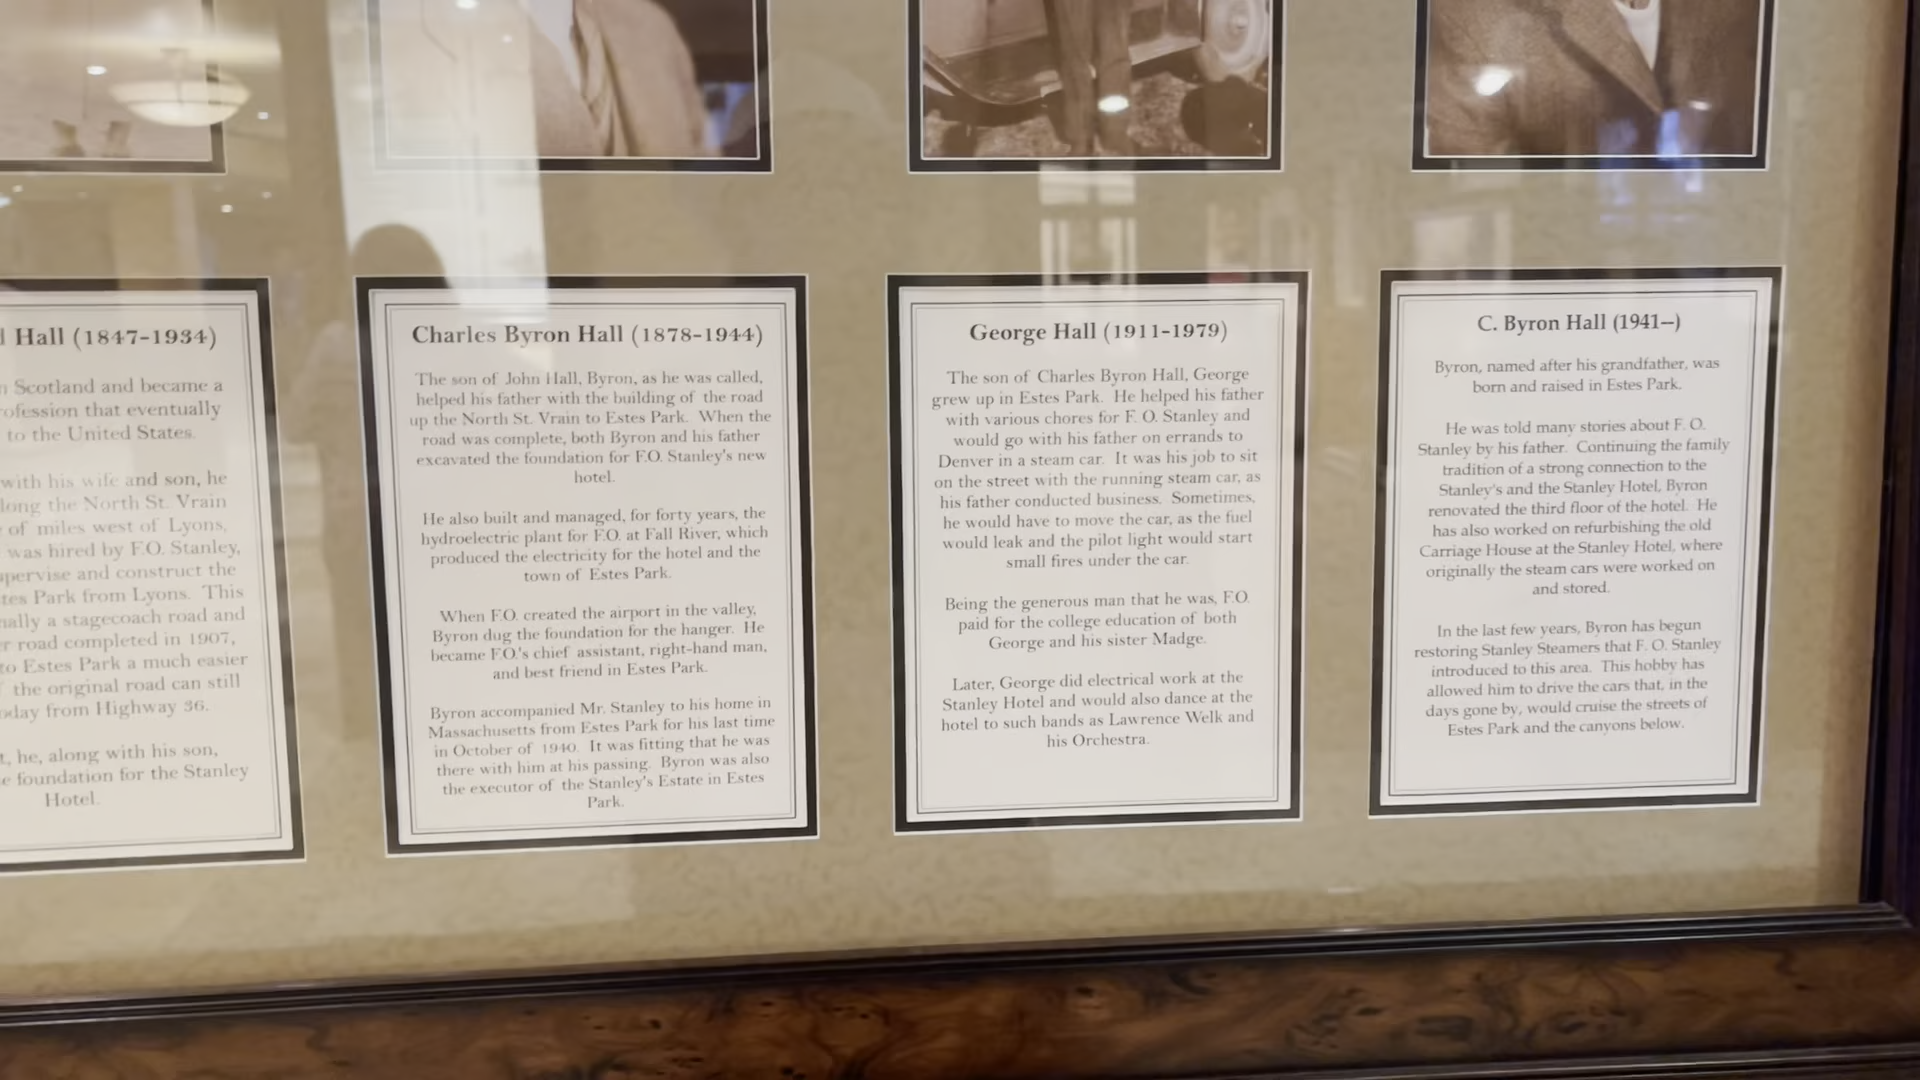 Hall (1847-1934)
Scotland and became a
that eventually
to the United States.
with his wife and son, he
the North St. Vrain
of miles west of Lyons,
was hired by F.O. Stanley,
and construct the
Park from Lyons. This
a stagecoach road and
road completed in 1907,
to Estes Park a much easier
the original road can still
from Highway 36.
he, along with his son,
foundation for the Stanley
Hotel.
Charles Byron Hall (1878-1944)
The son of John Hall, Byron, as he was called,
helped his father with the building of the road
up the North St. Vrain to Estes Park. When the
road was complete, both Byron and his father
excavated the foundation for F.O. Stanley's new
hotel.
He also built and managed, for forty years, the
hydroelectric plant for F.O. at Fall River, which
produced the electricity for the hotel and the
town of Estes Park.
When F.O. created the airport in the valley,
Byron dug the foundation for the hanger. He
became F.O.'s chief assistant, right-hand man,
and best friend in Estes Park.
Byron accompanied Mr. Stanley to his home in
Massachusetts from Estes Park for his last time
in October of 1940. It was fitting that he was
there with him at his passing. Byron was also
the executor of the Stanley's Estate in Estes
Park.
George Hall (1911-1979)
The son of Charles Byron Hall, George
grew up in Estes Park. He helped his father
with various chores for F. O. Stanley and
would go with his father on errands to
Denver in a steam car. It was his job to sit
on the street with the running steam car, as
his father conducted business. Sometimes,
he would have to move the car, as the fuel
would leak and the pilot light would start
small fires under the car.
Being the generous man that he was, F.O.
paid for the college education of both
George and his sister Madge.
Later, George did electrical work at the
Stanley Hotel and would also dance at the
hotel to such bands as Lawrence Welk and
his Orchestra.
C. Byron Hall (1941–)
Byron, named after his grandfather, was
born and raised in Estes Park.
He was told many stories about F. O.
Stanley by his father. Continuing the family
tradition of a strong connection to the
Stanley's and the Stanley Hotel, Byron
renovated the third floor of the hotel. He
has also worked on refurbishing the old
Carriage House at the Stanley Hotel, where
originally the steam cars were worked on
and stored.
In the last few years, Byron has begun
restoring Stanley Steamers that F. O. Stanley
introduced to this area. This hobby has
allowed him to drive the cars that, in the
days gone by, would cruise the streets of
Estes Park and the canyons below.